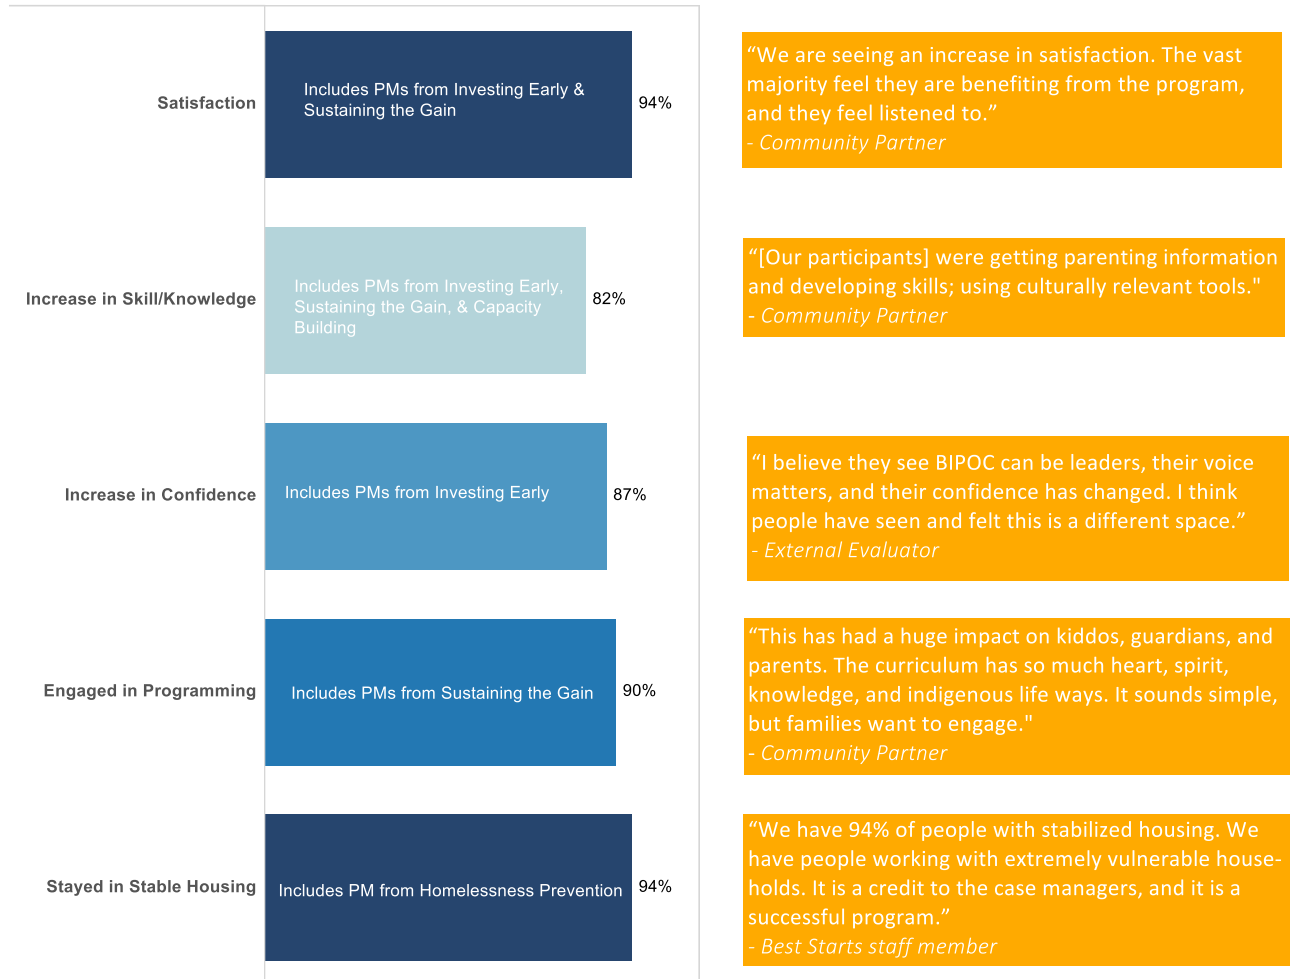 Satisfaction
Includes PMs from Investing Early &
Sustaining the Gain
94%
“We are seeing an increase in satisfaction. The vast
majority feel they are benefiting from the program,
and they feel listened to.”
- Community Partner
Increase in Skill/Knowledge
Includes PMs from Investing Early,
Sustaining the Gain, & Capacity
Building
82%
“[Our participants] were getting parenting information
and developing skills; using culturally relevant tools."
- Community Partner
Increase in Confidence
Includes PMs from Investing Early
87%
“I believe they see BIPOC can be leaders, their voice
matters, and their confidence has changed. I think
people have seen and felt this is a different space.”
- External Evaluator
Engaged in Programming
Includes PMs from Sustaining the Gain
90%
“This has had a huge impact on kiddos, guardians, and
parents. The curriculum has so much heart, spirit,
knowledge, and indigenous life ways. It sounds simple,
but families want to engage."
- Community Partner
Stayed in Stable Housing
Includes PM from Homelessness Prevention
94%
“We have 94% of people with stabilized housing. We
have people working with extremely vulnerable house-
holds. It is a credit to the case managers, and it is a
successful program.”
- Best Starts staff member